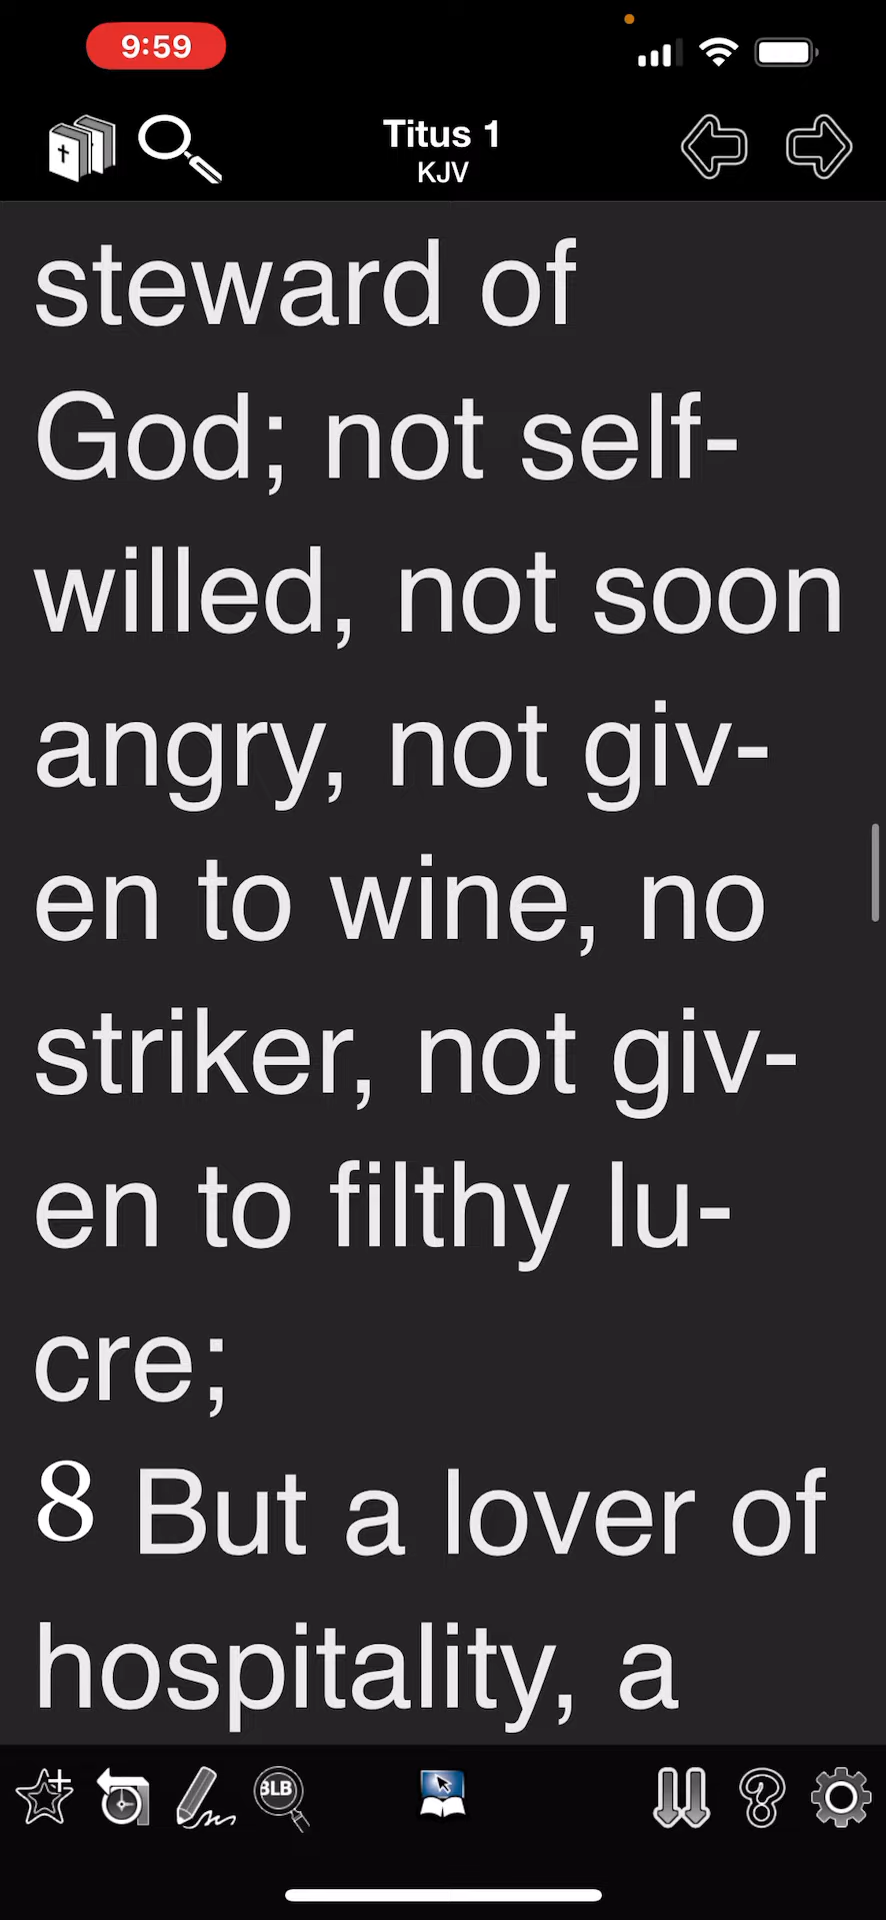 9:59
Titus 1
KJV
steward of
God; not self-
willed, not soon
angry, not giv-
en to wine, no
striker, not giv-
en to filthy lu-
cre;
8 But a lover of
hospitality, a
BLB